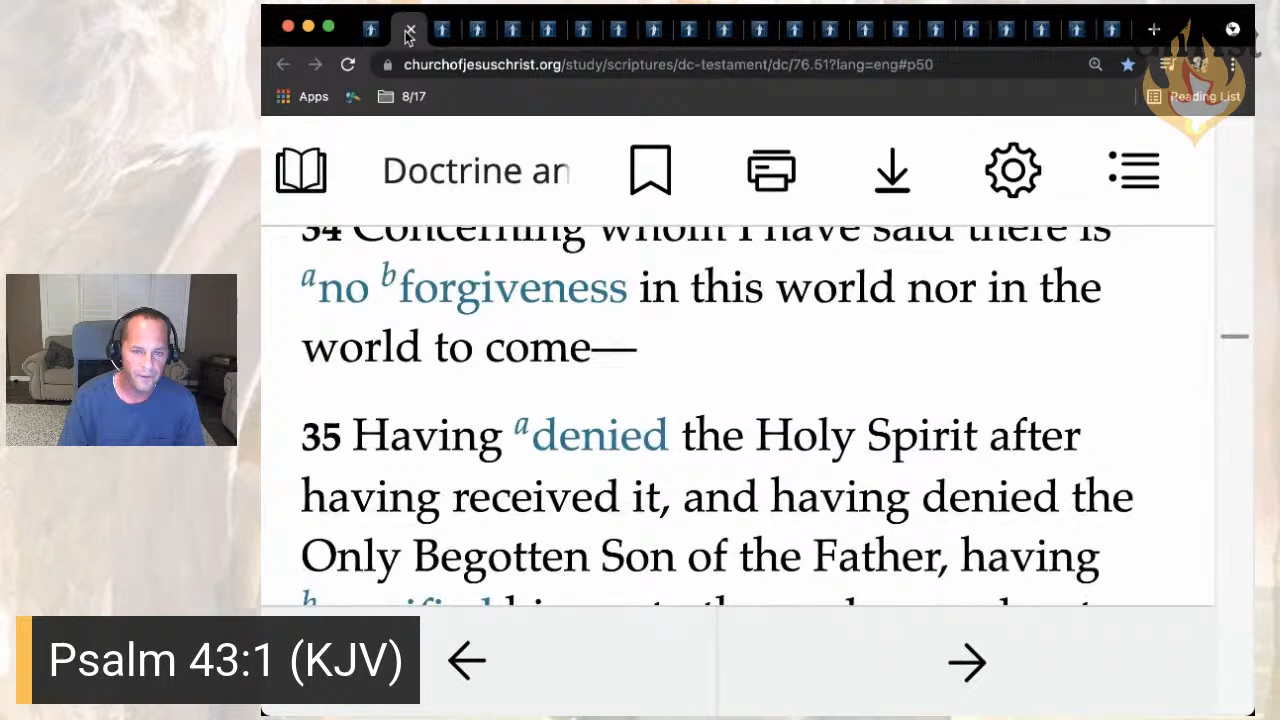 churchofjesuschrist.org/study/scriptures/dc-testament/dc/76.51?lang=eng#p50
Apps
8/17
Reading List
Doctrine an
34 Concerning whom I have said there is
a no b forgiveness in this world nor in the
world to come—
35 Having a denied the Holy Spirit after
having received it, and having denied the
Only Begotten Son of the Father, having
Psalm 43:1 (KJV)